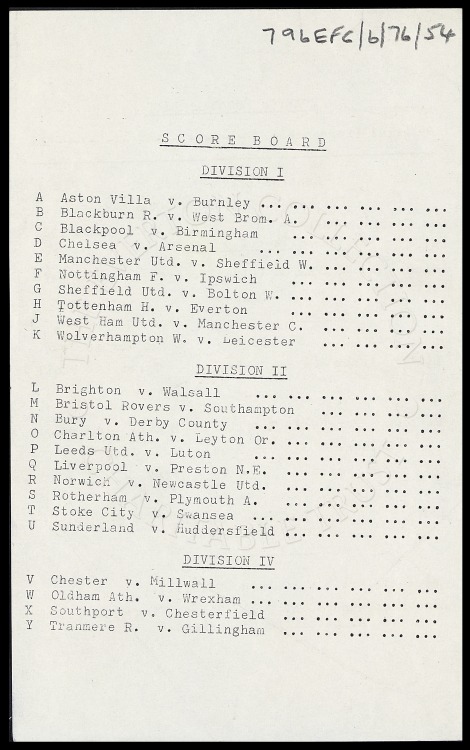 796EFC/6/76/54
SCORE BOARD
DIVISION I
A Aston Villa v. Burnley ... ... ... ... ... ...
B Blackburn R. v. West Brom. A. ... ... ... ...
C Blackpool v. Birmingham ... ... ... ... ...
D Chelsea v. Arsenal ... ... ... ... ... ...
E Manchester Utd. v. Sheffield W. ... ... ... ...
F Nottingham F. v. Ipswich ... ... ... ... ...
G Sheffield Utd. v. Bolton W. ... ... ... ... ...
H Tottenham H. v. Everton ... ... ... ... ...
J West Ham Utd. v. Manchester C. ... ... ... ...
K Wolverhampton W. v. Leicester ... ... ... ...
DIVISION II
L Brighton v. Walsall ... ... ... ... ... ...
M Bristol Rovers v. Southampton ... ... ... ...
N Bury v. Derby County ... ... ... ... ... ...
O Charlton Ath. v. Leyton Or. ... ... ... ... ...
P Leeds Utd. v. Luton ... ... ... ... ... ...
Q Liverpool v. Preston N.E. ... ... ... ... ...
R Norwich v. Newcastle Utd. ... ... ... ... ...
S Rotherham v. Plymouth A. ... ... ... ... ...
T Stoke City v. Swansea ... ... ... ... ... ...
U Sunderland v. Huddersfield ... ... ... ... ...
DIVISION IV
V Chester v. Millwall ... ... ... ... ... ...
W Oldham Ath. v. Wrexham ... ... ... ... ... ...
X Southport v. Chesterfield ... ... ... ... ...
Y Tranmere R. v. Gillingham ... ... ... ... ...